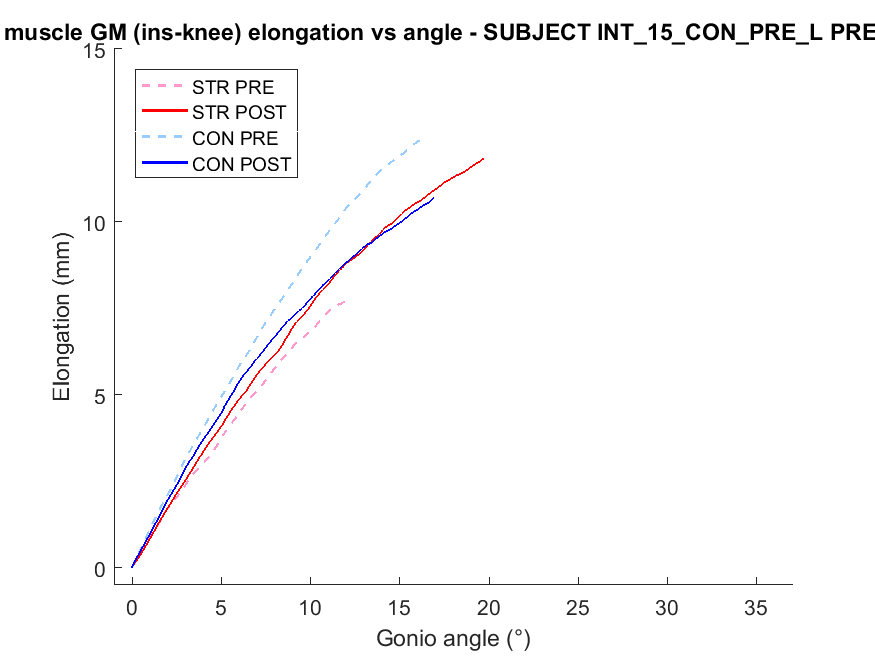 muscle GM (ins-knee) elongation vs angle - SUBJECT INT_15_CON_PRE_L PRE
15
STR PRE
STR POST
CON PRE
CON POST
10
Elongation (mm)
5
0
0 5 10 15 20 25 30 35
Gonio angle (°)